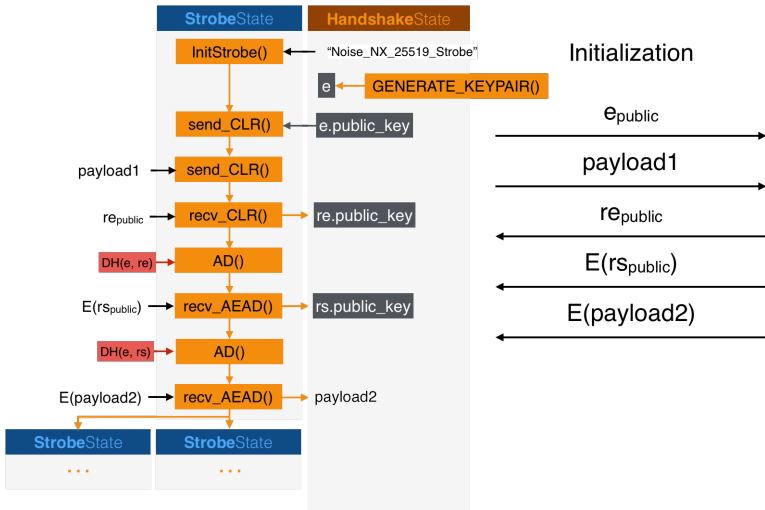 StrobeState
HandshakeState
InitStrobe()
“Noise_NX_25519_Strobe”
Initialization
e
GENERATE_KEYPAIR()
send_CLR()
e.public_key
epublic
payload1
send_CLR()
payload1
republic
recv_CLR()
re.public_key
republic
DH(e, re)
AD()
E(rspublic)
E(rspublic)
recv_AEAD()
rs.public_key
E(payload2)
DH(e, rs)
AD()
E(payload2)
recv_AEAD()
payload2
StrobeState
StrobeState
...
...